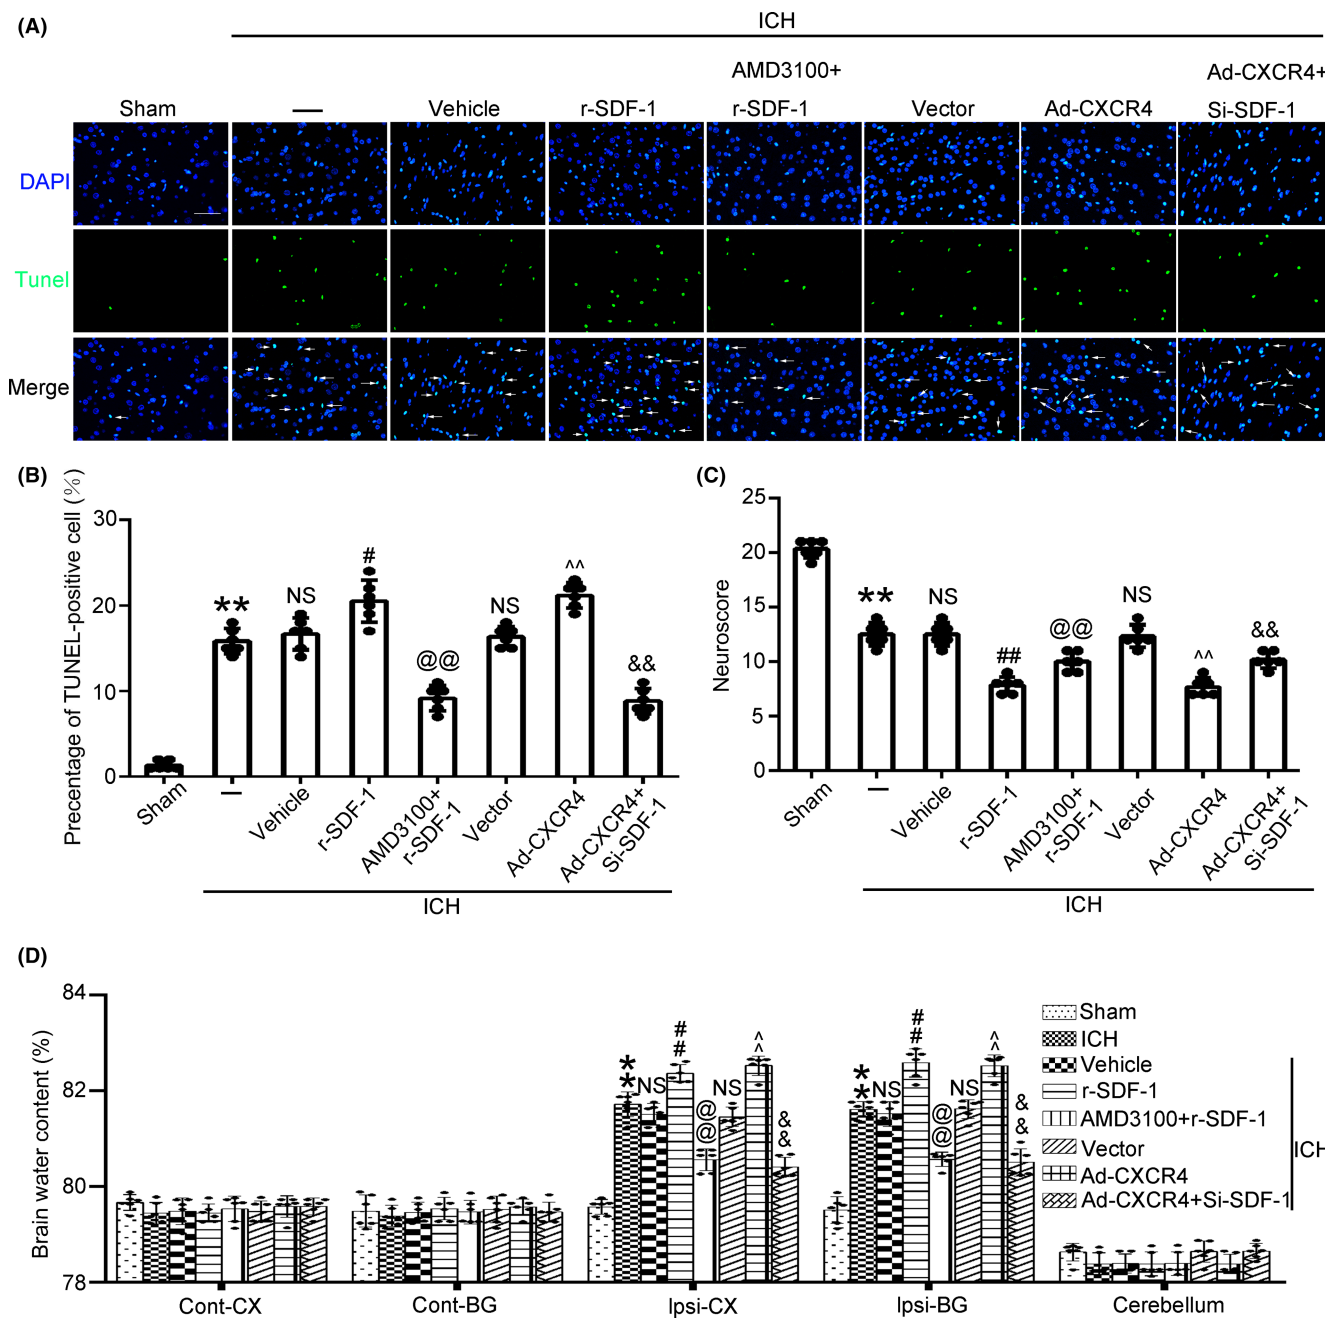 (A)
ICH
AMD3100+
Ad-CXCR4+
Sham — Vehicle r-SDF-1 r-SDF-1 Vector Ad-CXCR4 Si-SDF-1
DAPI
Tunel
Merge
(B)
Precentage of TUNEL-positive cell (%)
30
20
10
0
** NS # @@ NS ^^ &&
Sham
—
Vehicle
r-SDF-1
AMD3100+
r-SDF-1
Vector
Ad-CXCR4
Ad-CXCR4+
Si-SDF-1
ICH
(C)
Neuroscore
25
20
15
10
5
0
** NS ## @@ NS ^^ &&
Sham
—
Vehicle
r-SDF-1
AMD3100+
r-SDF-1
Vector
Ad-CXCR4
Ad-CXCR4+
Si-SDF-1
ICH
(D)
Brain water content (%)
84
82
80
78
** NS ## @@ NS ^^ &&
** NS ## @@ NS ^^ &&
Cont-CX
Cont-BG
Ipsi-CX
Ipsi-BG
Cerebellum
Sham
ICH
Vehicle
r-SDF-1
AMD3100+r-SDF-1
Vector
Ad-CXCR4
Ad-CXCR4+Si-SDF-1
ICH